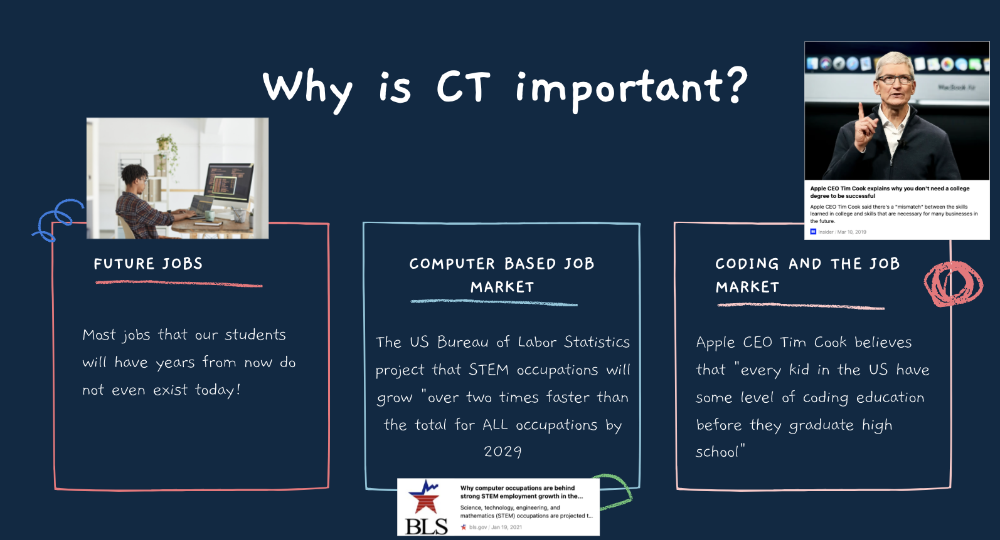 Why is CT important?
MacBook Air
Apple CEO Tim Cook explains why you don't need a college
degree to be successful
Apple CEO Tim Cook said there's a "mismatch" between the skills
learned in college and skills that are necessary for many businesses in
the future.
BI Insider / Mar 10, 2019
FUTURE JOBS
Most jobs that our students
will have years from now do
not even exist today!
COMPUTER BASED JOB
MARKET
The US Bureau of Labor Statistics
project that STEM occupations will
grow "over two times faster than
the total for ALL occupations by
2029
CODING AND THE JOB
MARKET
Apple CEO Tim Cook believes
that "every kid in the US have
some level of coding education
before they graduate high
school"
BLS
Why computer occupations are behind
strong STEM employment growth in the...
Science, technology, engineering, and
mathematics (STEM) occupations are projected t...
bls.gov / Jan 19, 2021